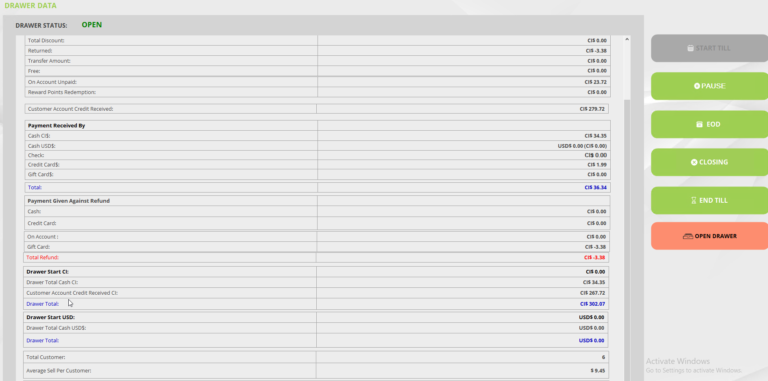 DRAWER DATA
DRAWER STATUS: OPEN
Total Discount: CI$ 0.00
Returned: CI$ -3.38
Transfer Amount: CI$ 0.00
Free: CI$ 0.00
On Account Unpaid: CI$ 23.72
Reward Points Redemption: CI$ 0.00
Customer Account Credit Received: CI$ 279.72
Payment Received By
Cash CI$: CI$ 34.35
Cash USD$: USD$ 0.00 (CI$ 0.00)
Check: CI$ 0.00
Credit Card$: CI$ 1.99
Gift Card$: CI$ 0.00
Total: CI$ 36.34
Payment Given Against Refund
Cash: CI$ 0.00
Credit Card: CI$ 0.00
On Account : CI$ 0.00
Gift Card: CI$ -3.38
Total Refund: CI$ -3.38
Drawer Start CI: CI$ 0.00
Drawer Total Cash CI: CI$ 34.35
Customer Account Credit Received CI: CI$ 267.72
Drawer Total: CI$ 302.07
Drawer Start USD: USD$ 0.00
Drawer Total Cash USD$: USD$ 0.00
Drawer Total: USD$ 0.00
Total Customer: 6
Average Sell Per Customer: $ 9.45
START TILL
PAUSE
EOD
CLOSING
END TILL
OPEN DRAWER
Activate Windows
Go to Settings to activate Windows.